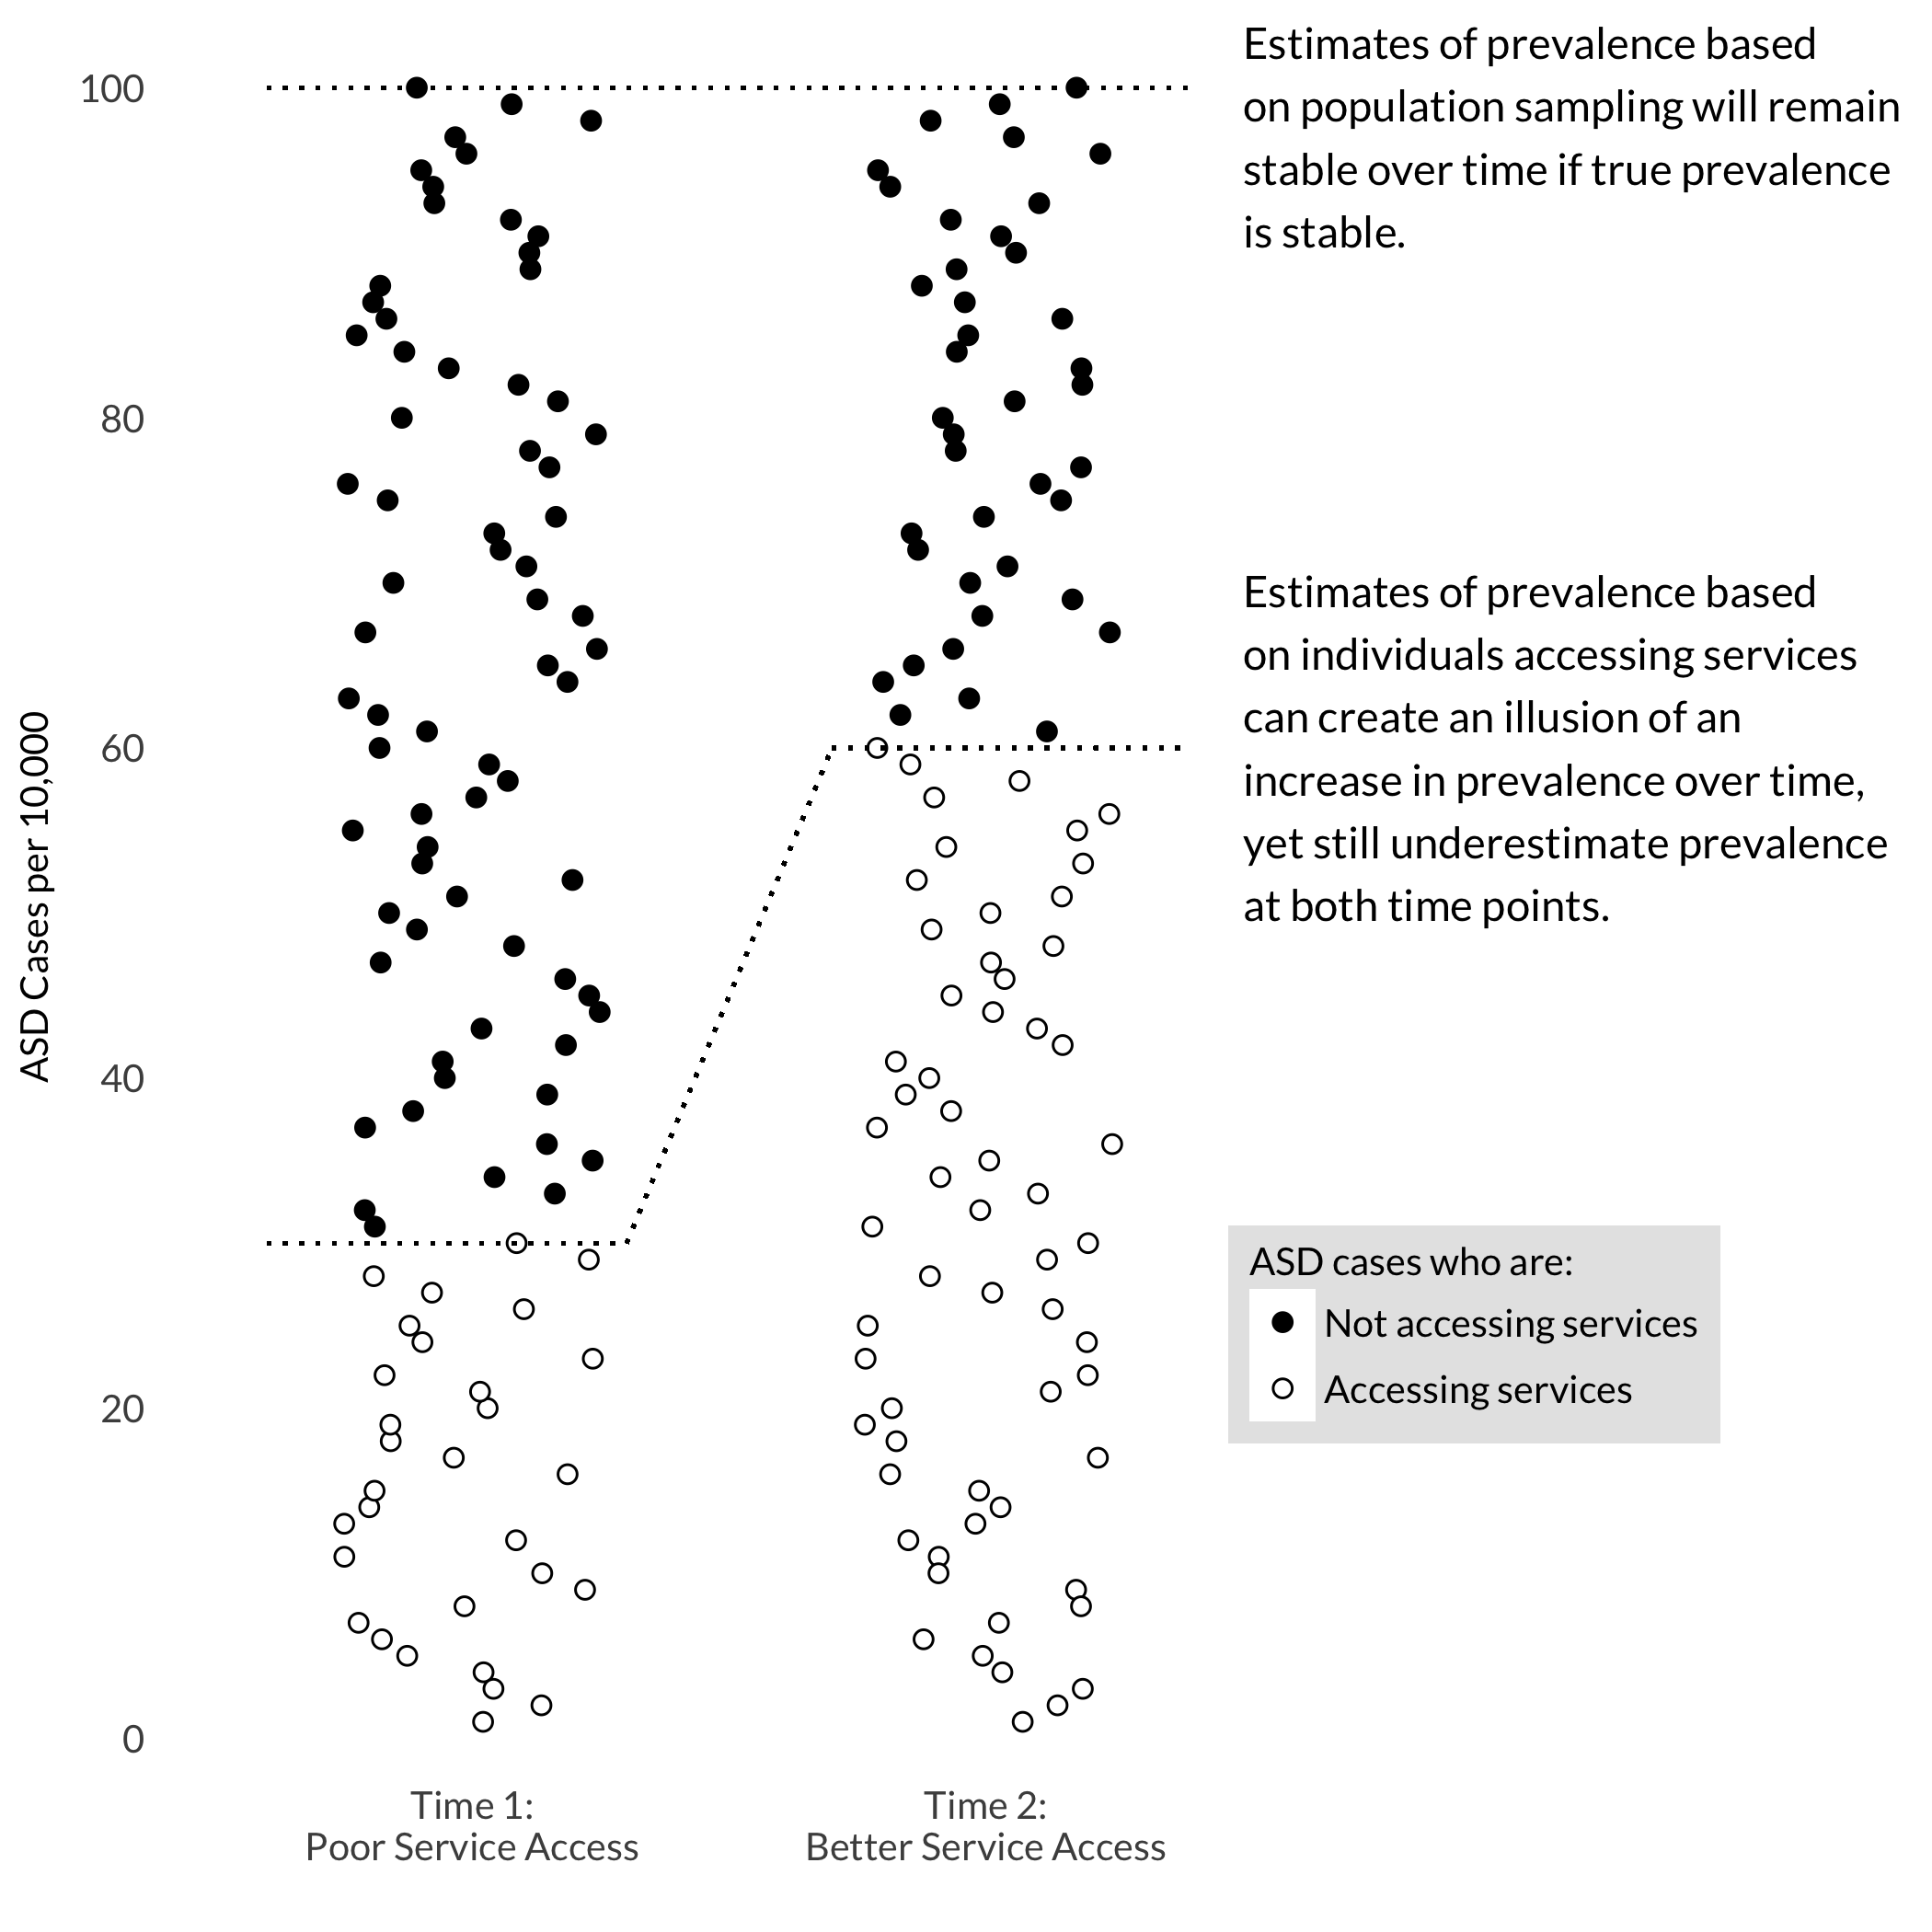 Estimates of prevalence based
on population sampling will remain
stable over time if true prevalence
is stable.
Estimates of prevalence based
on individuals accessing services
can create an illusion of an
increase in prevalence over time,
yet still underestimate prevalence
at both time points.
ASD Cases per 10,000
100
80
60
40
20
0
ASD cases who are:
Not accessing services
Accessing services
Time 1:
Poor Service Access
Time 2:
Better Service Access